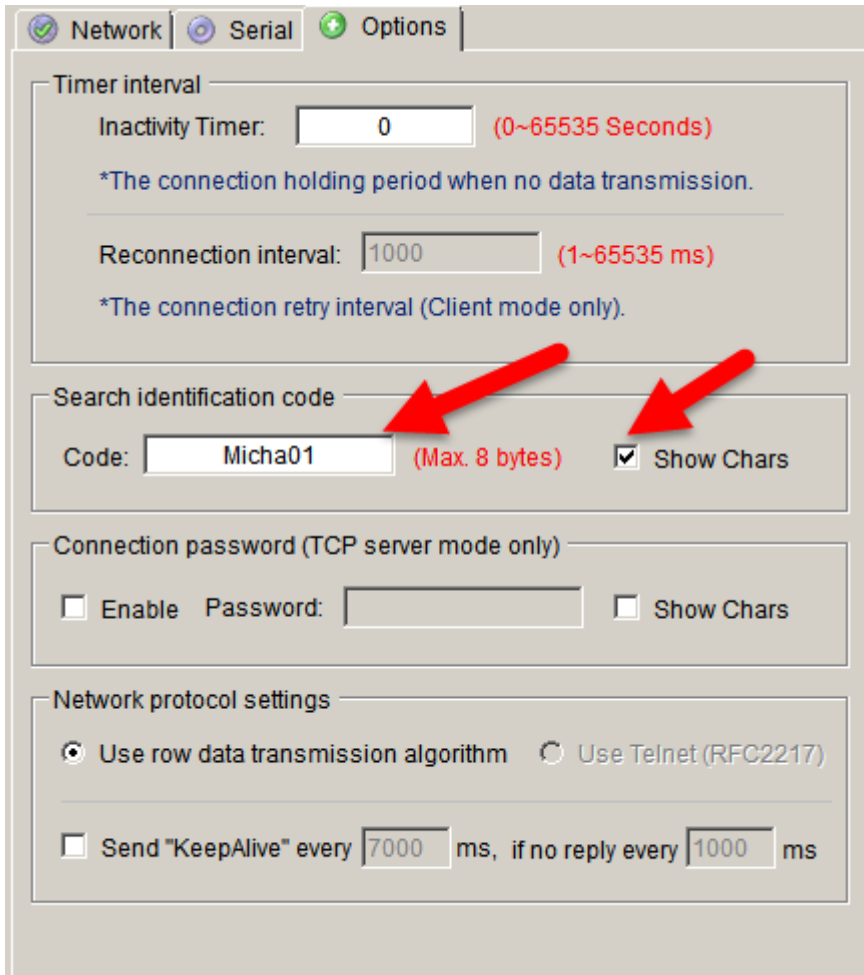 Network Serial Options
Timer interval
Inactivity Timer: 0 (0~65535 Seconds)
*The connection holding period when no data transmission.
Reconnection interval: 1000 (1~65535 ms)
*The connection retry interval (Client mode only).
Search identification code
Code: Micha01 (Max. 8 bytes) Show Chars
Connection password (TCP server mode only)
Enable Password: Show Chars
Network protocol settings
Use row data transmission algorithm Use Telnet (RFC2217)
Send "KeepAlive" every 7000 ms, if no reply every 1000 ms